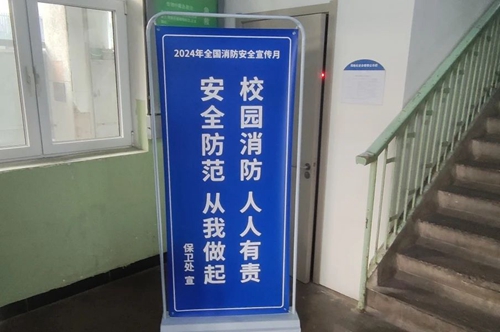 2024年全国消防安全宣传月
校园消防 人人有责
安全防范 从我做起
保卫处 宣